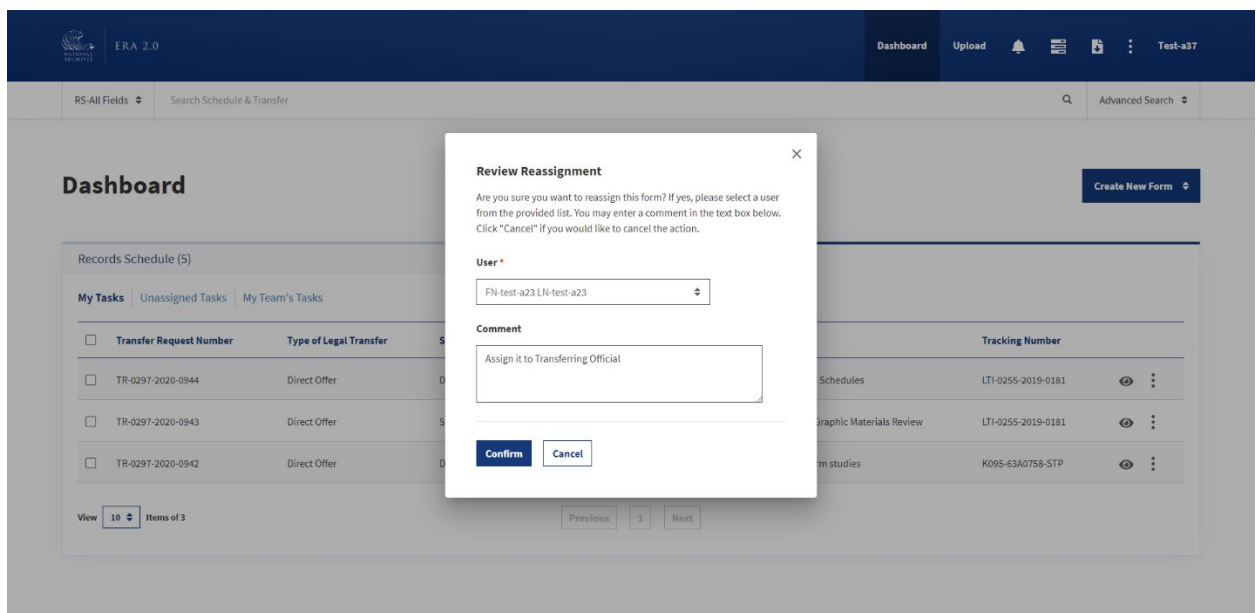 NATIONAL
ARCHIVES
ERA 2.0
Dashboard
Upload
Test-a37
RS-All Fields
Search Schedule & Transfer
Advanced Search
Dashboard
Create New Form
Records Schedule (5)
My Tasks Unassigned Tasks My Team's Tasks
Transfer Request Number Type of Legal Transfer S Tracking Number
TR-0297-2020-0944 Direct Offer D Schedules LTI-0255-2019-0181
TR-0297-2020-0943 Direct Offer S Graphic Materials Review LTI-0255-2019-0181
TR-0297-2020-0942 Direct Offer D rm studies K095-63A0758-STP
View 10 Items of 3
Previous 1 Next
Review Reassignment
Are you sure you want to reassign this form? If yes, please select a user
from the provided list. You may enter a comment in the text box below.
Click "Cancel" if you would like to cancel the action.
User *
FN-test-a23 LN-test-a23
Comment
Assign it to Transferring Official
Confirm Cancel